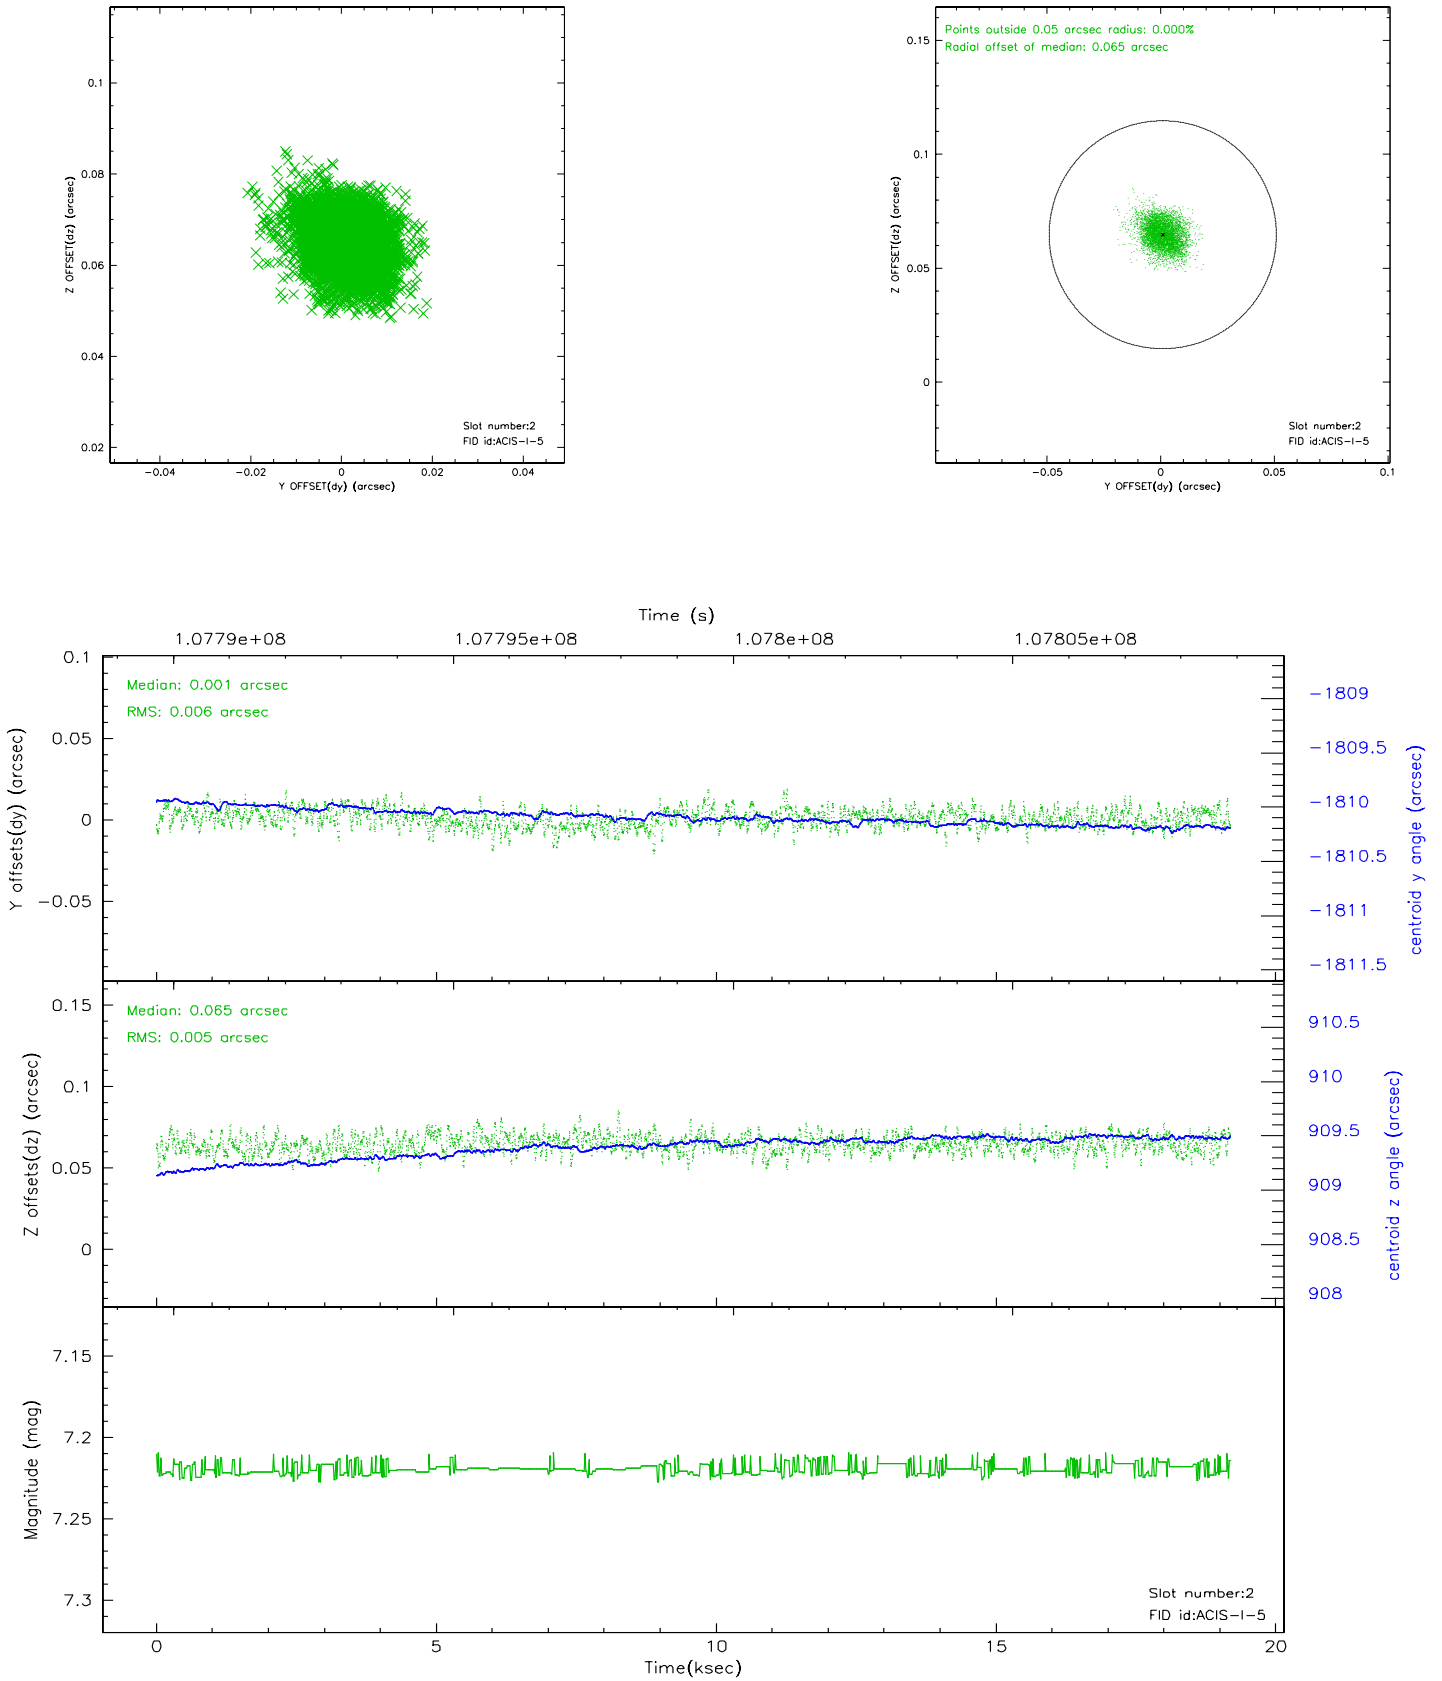 0.1
0.08
0.06
0.04
0.02
Z OFFSET(dz) (arcsec)
Slot number:2
FID id:ACIS-I-5
-0.04 -0.02 0 0.02 0.04
Y OFFSET(dy) (arcsec)
Points outside 0.05 arcsec radius: 0.000%
Radial offset of median: 0.065 arcsec
0.15
0.1
0.05
0
Z OFFSET(dz) (arcsec)
Slot number:2
FID id:ACIS-I-5
-0.05 0 0.05 0.1
Y OFFSET(dy) (arcsec)
Time (s)
1.0779e+08 1.07795e+08 1.078e+08 1.07805e+08
Median: 0.001 arcsec
RMS: 0.006 arcsec
0.1
0.05
0
-0.05
Y offsets(dy) (arcsec)
-1809
-1809.5
-1810
-1810.5
-1811
-1811.5
centroid y angle (arcsec)
Median: 0.065 arcsec
RMS: 0.005 arcsec
0.15
0.1
0.05
0
Z offsets(dz) (arcsec)
910.5
910
909.5
909
908.5
908
centroid z angle (arcsec)
7.15
7.2
7.25
7.3
Magnitude (mag)
Slot number:2
FID id:ACIS-I-5
0 5 10 15 20
Time(ksec)